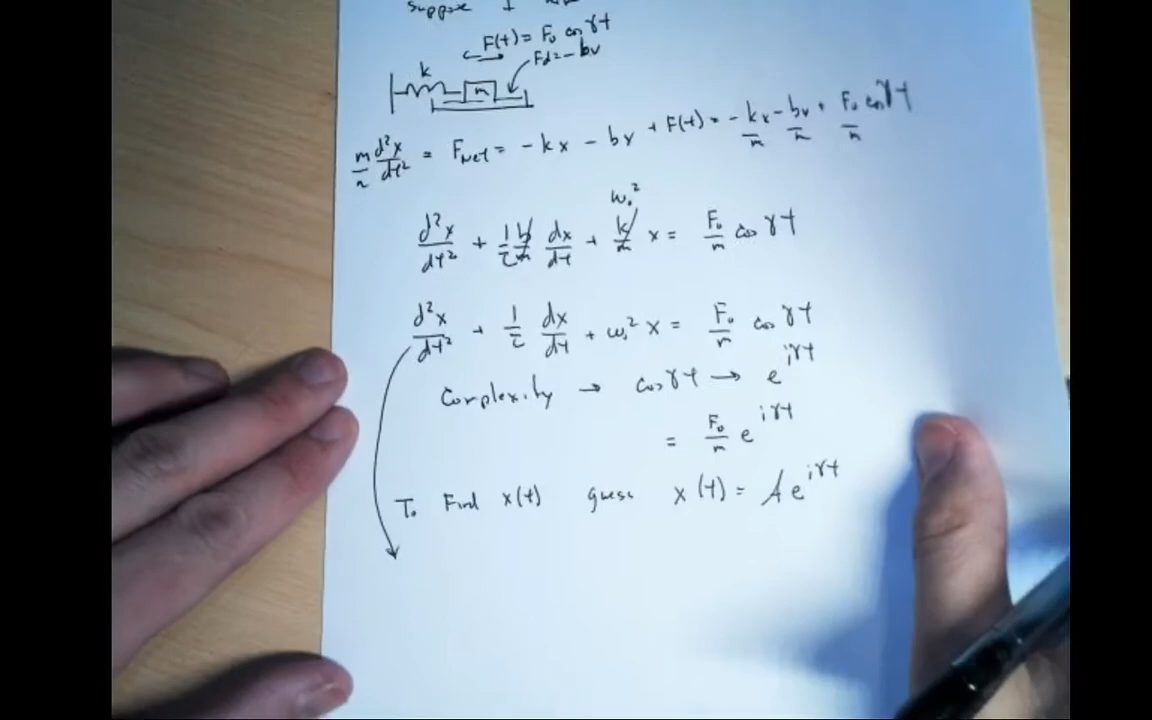 Suppose I
F(t) = F₀ cos γt
k
Fd = -bv
m
m/m d²x/dt² = FNet = -kx - bv + F(t) = -kx/m - bv/m + F₀/m cos γt
ω₀²
d²x/dt² + 1/τ b/m dx/dt + k/m x = F₀/m cos γt
d²x/dt² + 1/τ dx/dt + ω₀² x = F₀/m cos γt
Complexity → cos γt → e^iγt
= F₀/m e^iγt
To Find x(t) guess x(t) = Ae^iγt